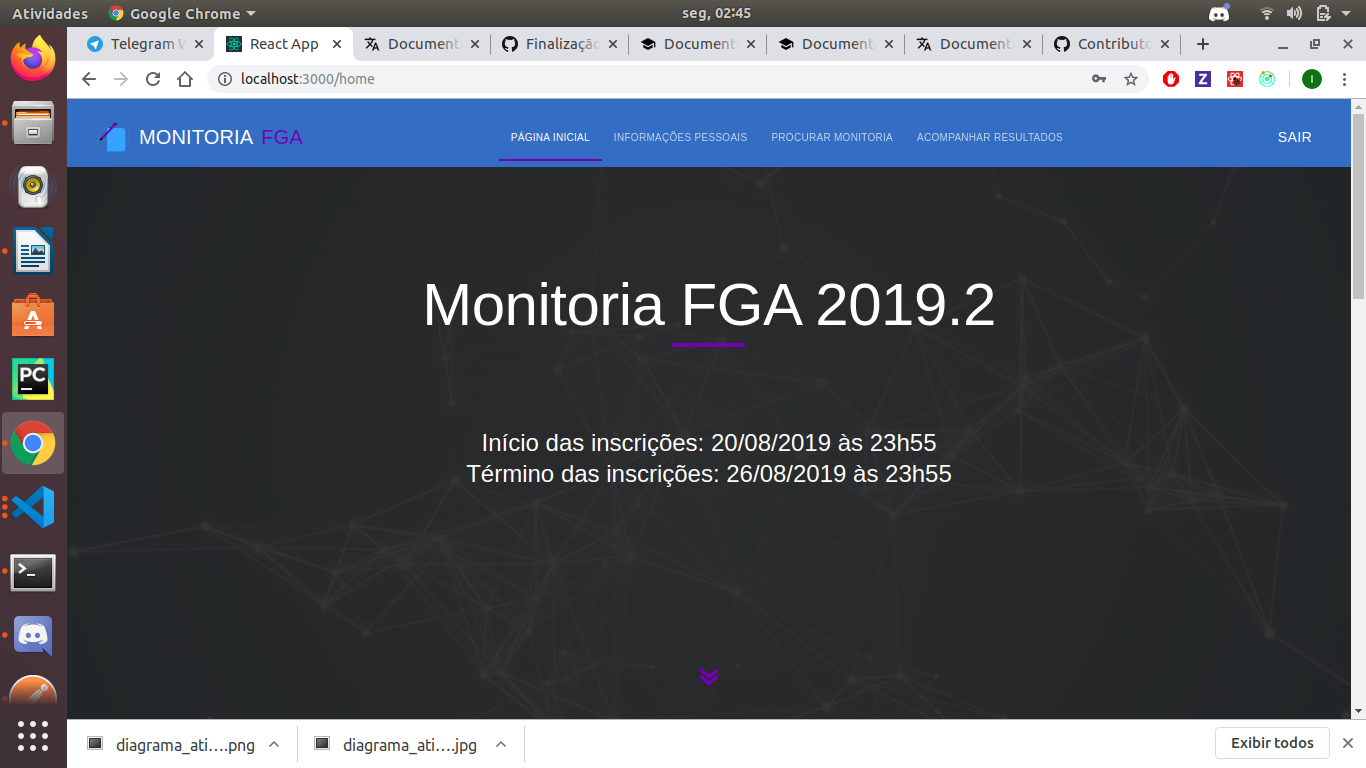 Atividades
Google Chrome
seg, 02:45
Telegram
React App
Document
Finalização
Document
Document
Document
Contributo
localhost:3000/home
I
MONITORIA FGA
PÁGINA INICIAL
INFORMAÇÕES PESSOAIS
PROCURAR MONITORIA
ACOMPANHAR RESULTADOS
SAIR
Monitoria FGA 2019.2
Início das inscrições: 20/08/2019 às 23h55
Término das inscrições: 26/08/2019 às 23h55
PC
diagrama_ati….png
diagrama_ati….jpg
Exibir todos